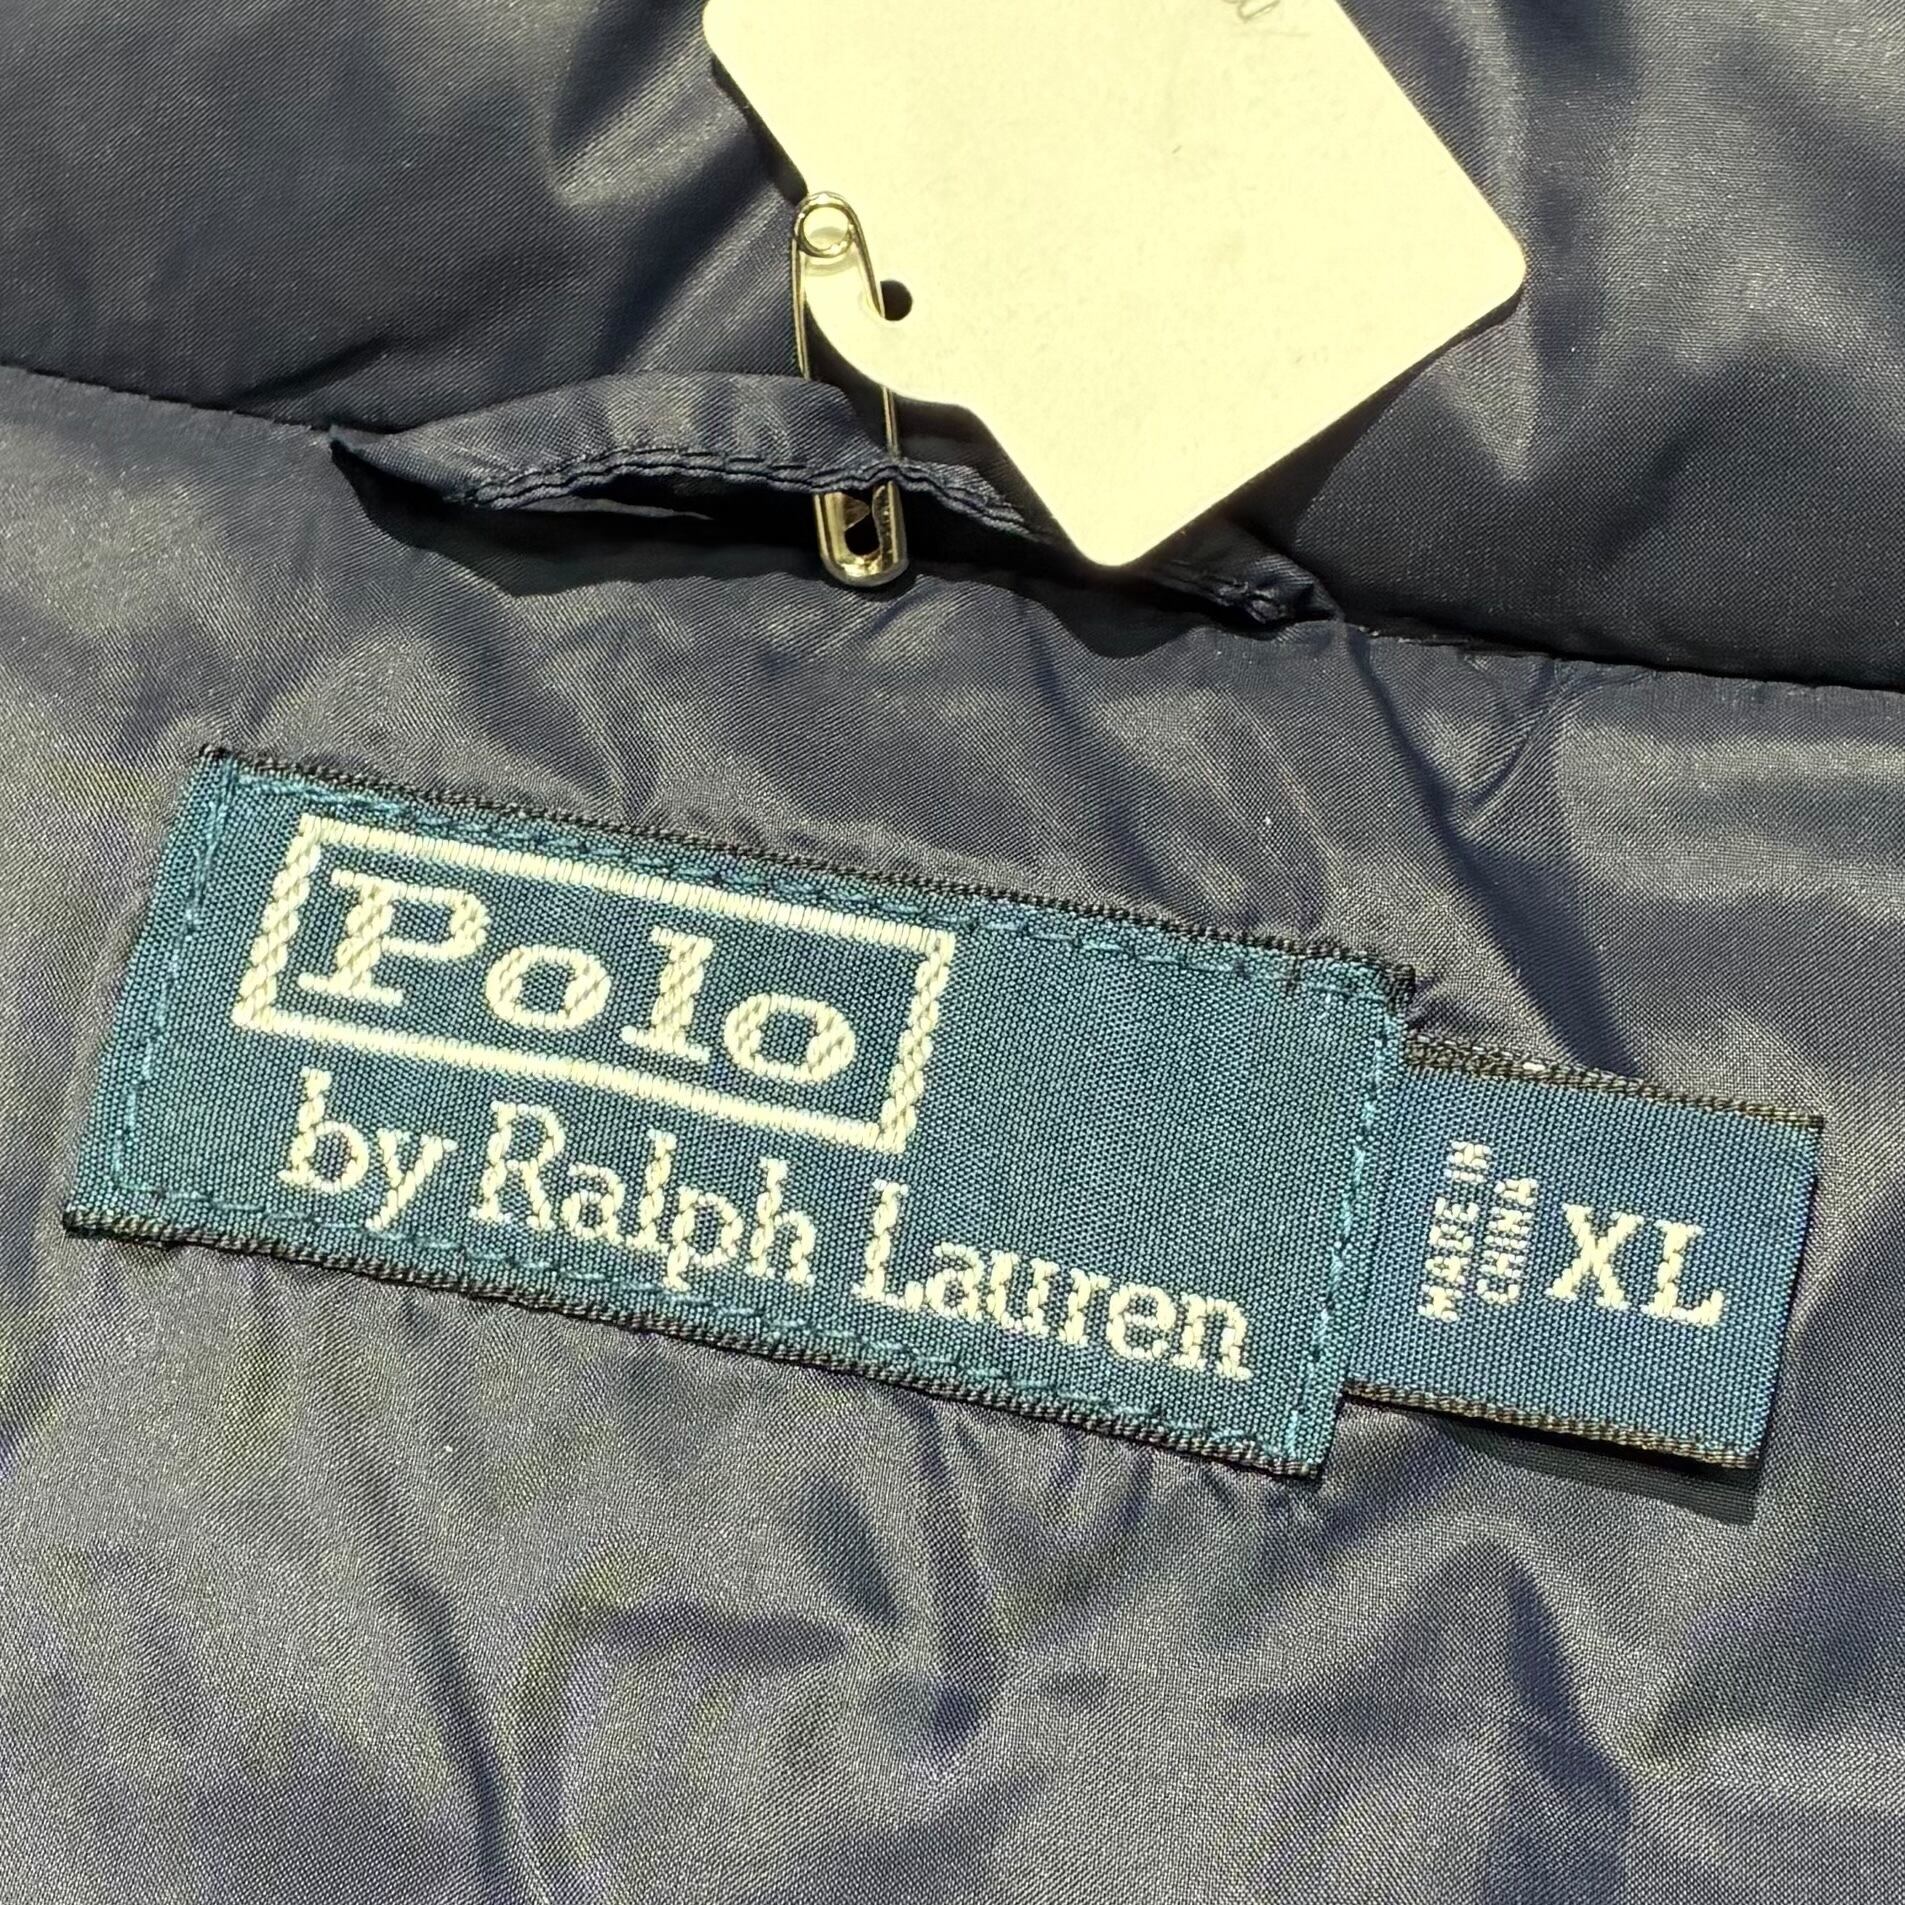 Polo
by Ralph Lauren
MADE IN
CHINA
XL